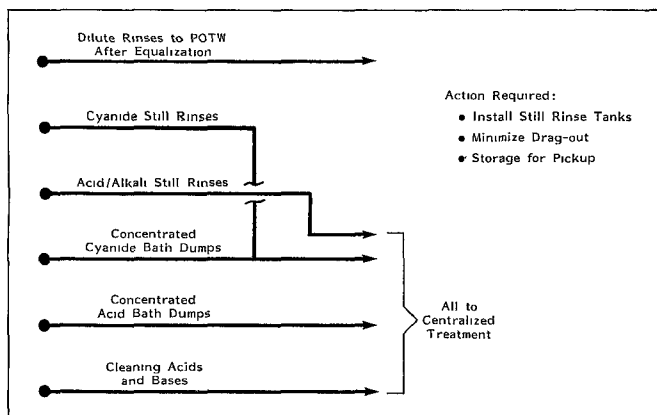 Dilute Rinses to POTW
After Equalization
Action Required:
● Install Still Rinse Tanks
● Minimize Drag-out
● Storage for Pickup
Cyanide Still Rinses
Acid/Alkali Still Rinses
Concentrated
Cyanide Bath Dumps
Concentrated
Acid Bath Dumps
All to
Centralized
Treatment
Cleaning Acids
and Bases